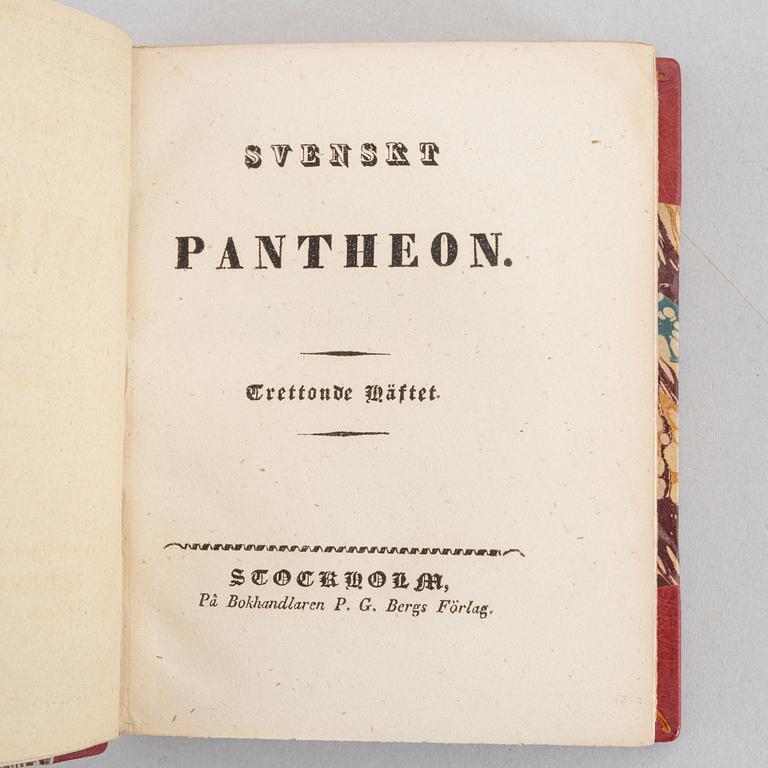 SVENSKT
PANTHEON.
Trettonde Häftet.
STOCKHOLM,
På Bokhandlaren P. G. Bergs Förlag.